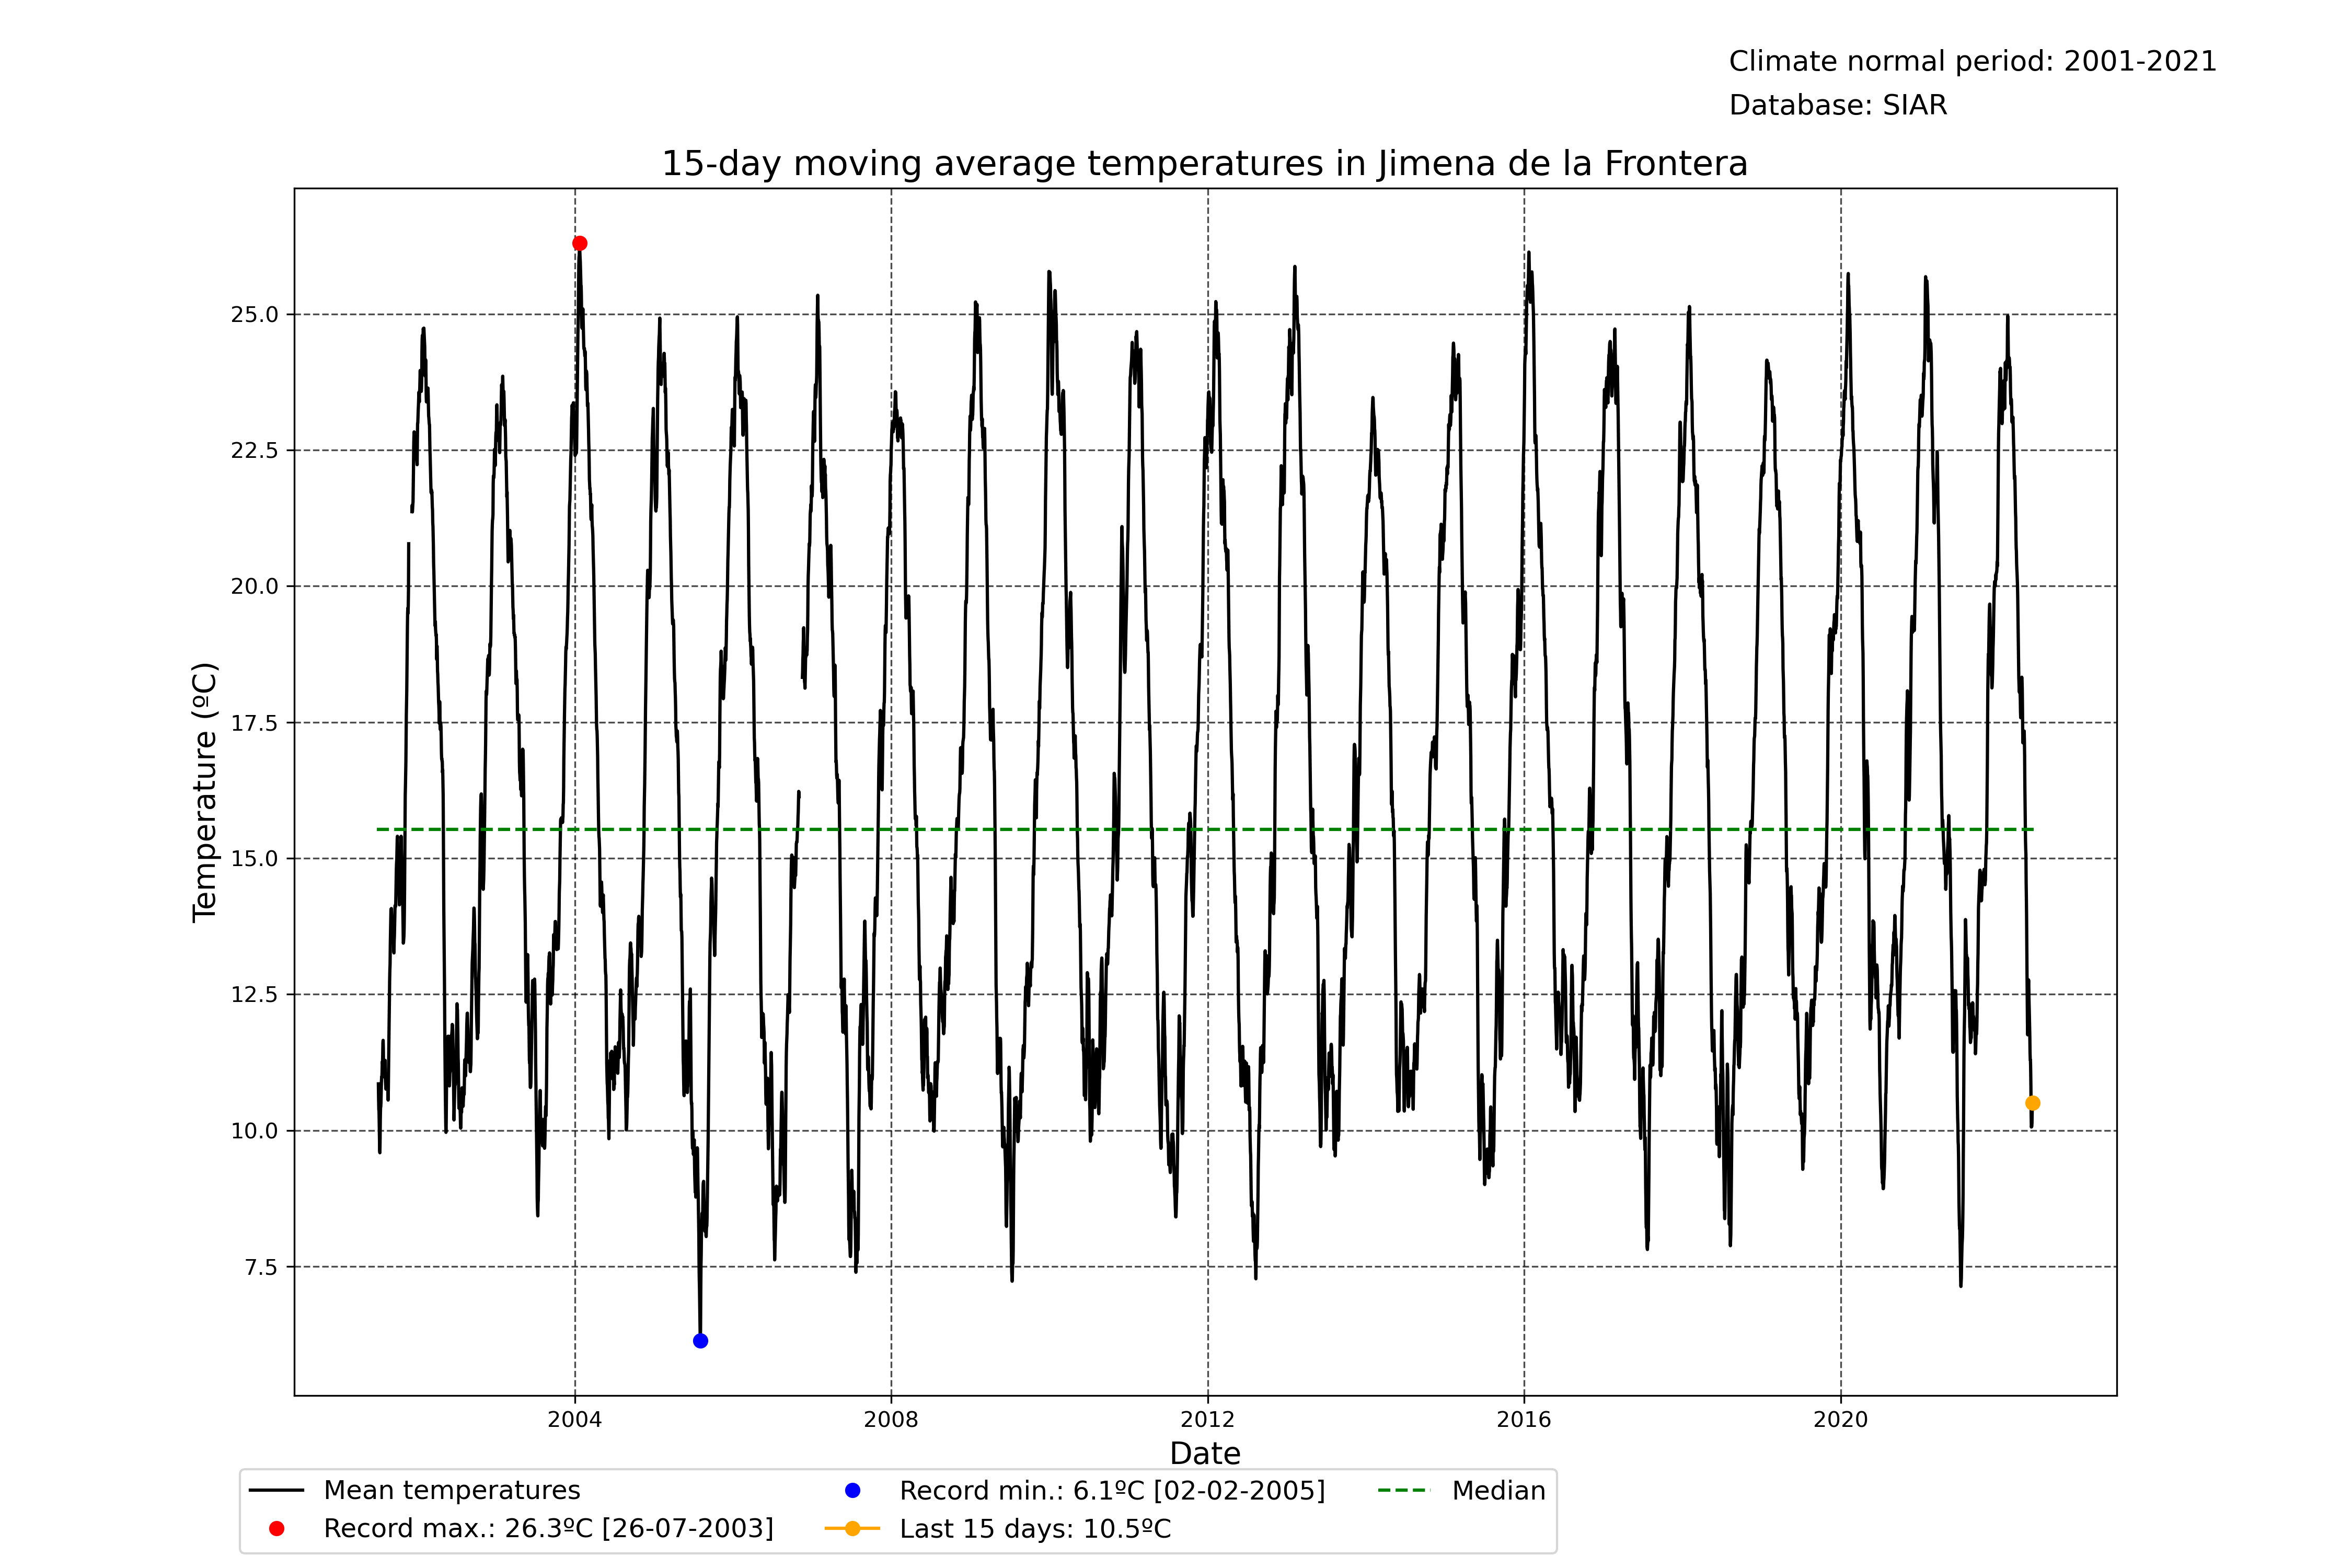 Climate normal period: 2001-2021
Database: SIAR
15-day moving average temperatures in Jimena de la Frontera
25.0
22.5
20.0
17.5
15.0
12.5
10.0
7.5
Temperature (ºC)
2004 2008 2012 2016 2020
Date
Mean temperatures
Record max.: 26.3ºC [26-07-2003]
Record min.: 6.1ºC [02-02-2005]
Last 15 days: 10.5ºC
Median